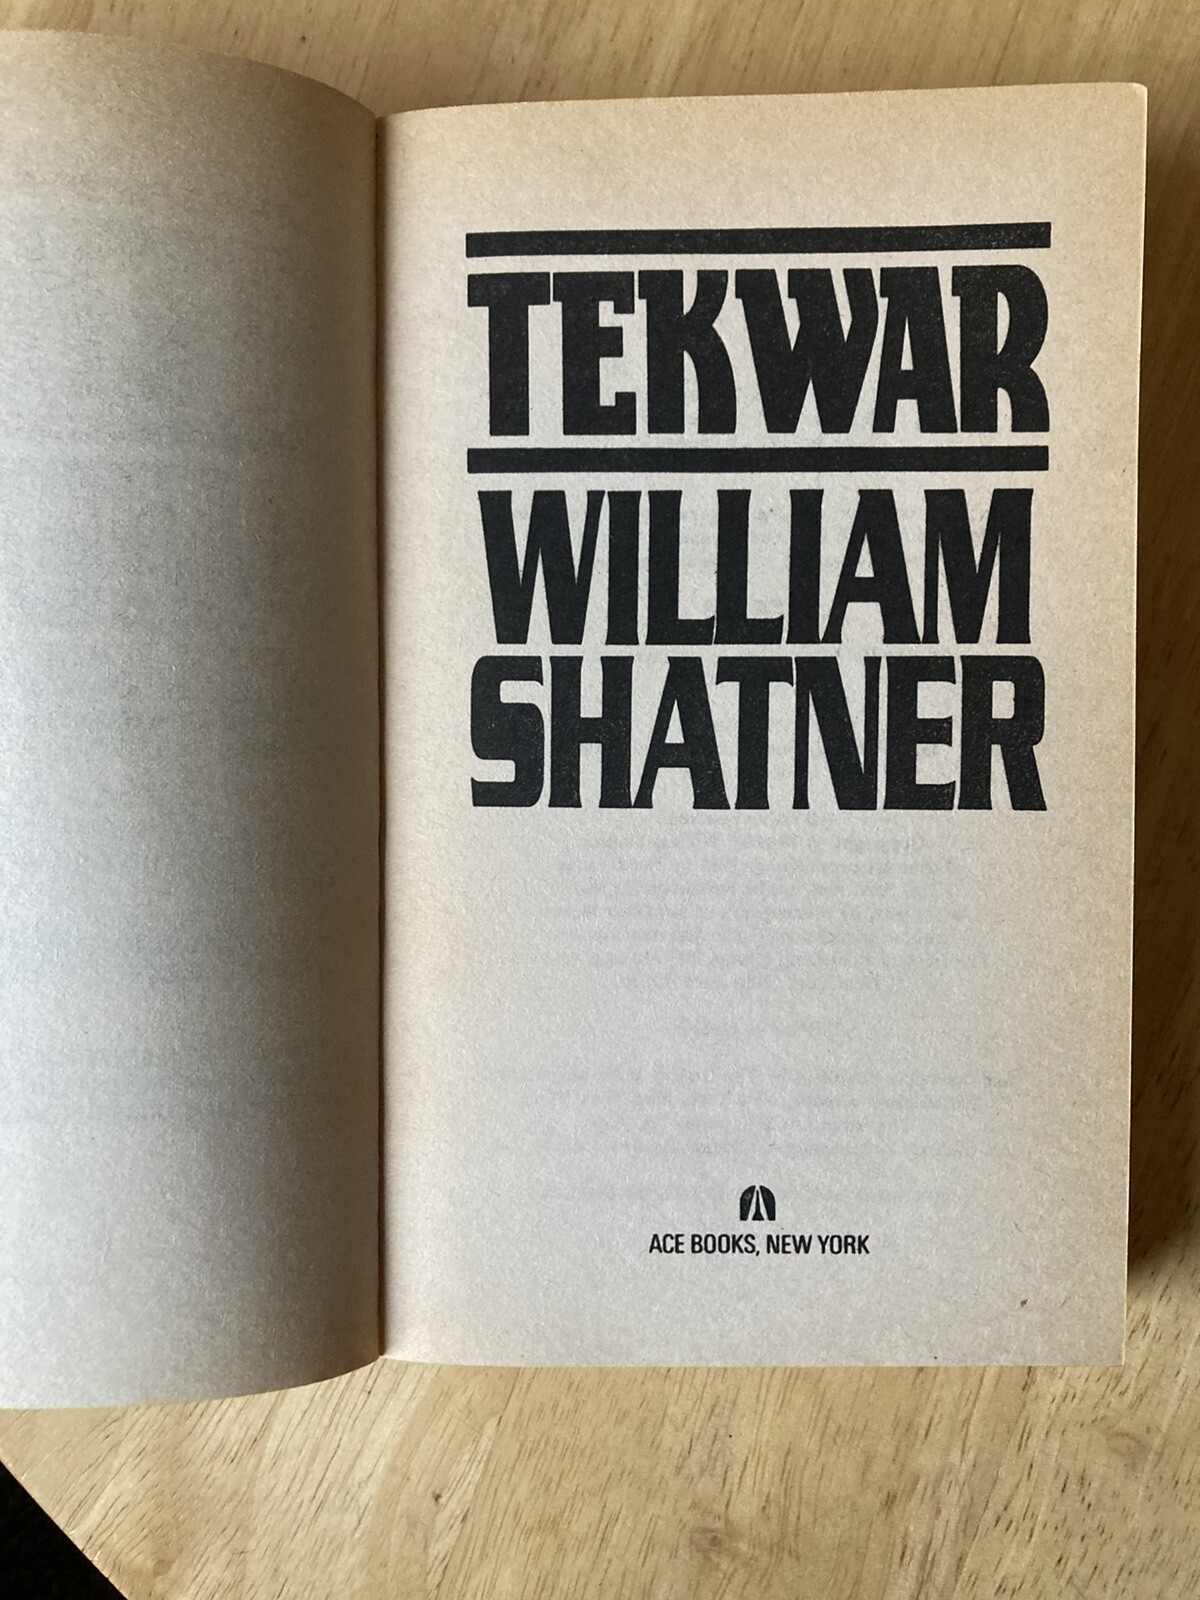 TEKWAR
WILLIAM
SHATNER
ACE BOOKS, NEW YORK